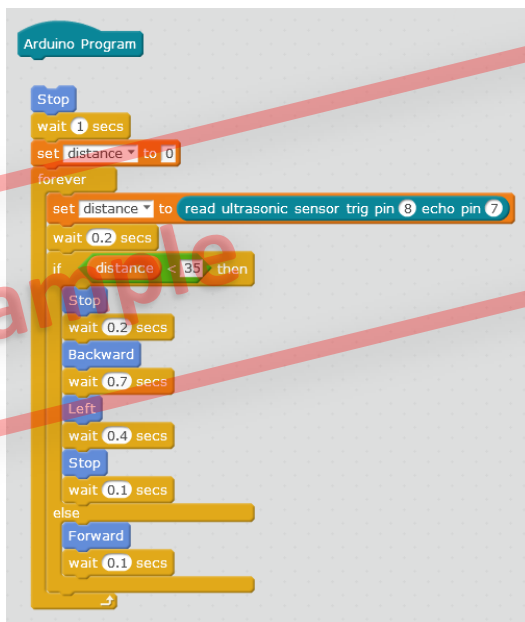 Arduino Program
Stop
wait 1 secs
set distance to 0
forever
set distance to read ultrasonic sensor trig pin 8 echo pin 7
wait 0.2 secs
if distance < 35 then
Stop
wait 0.2 secs
Backward
wait 0.7 secs
Left
wait 0.4 secs
Stop
wait 0.1 secs
else
Forward
wait 0.1 secs